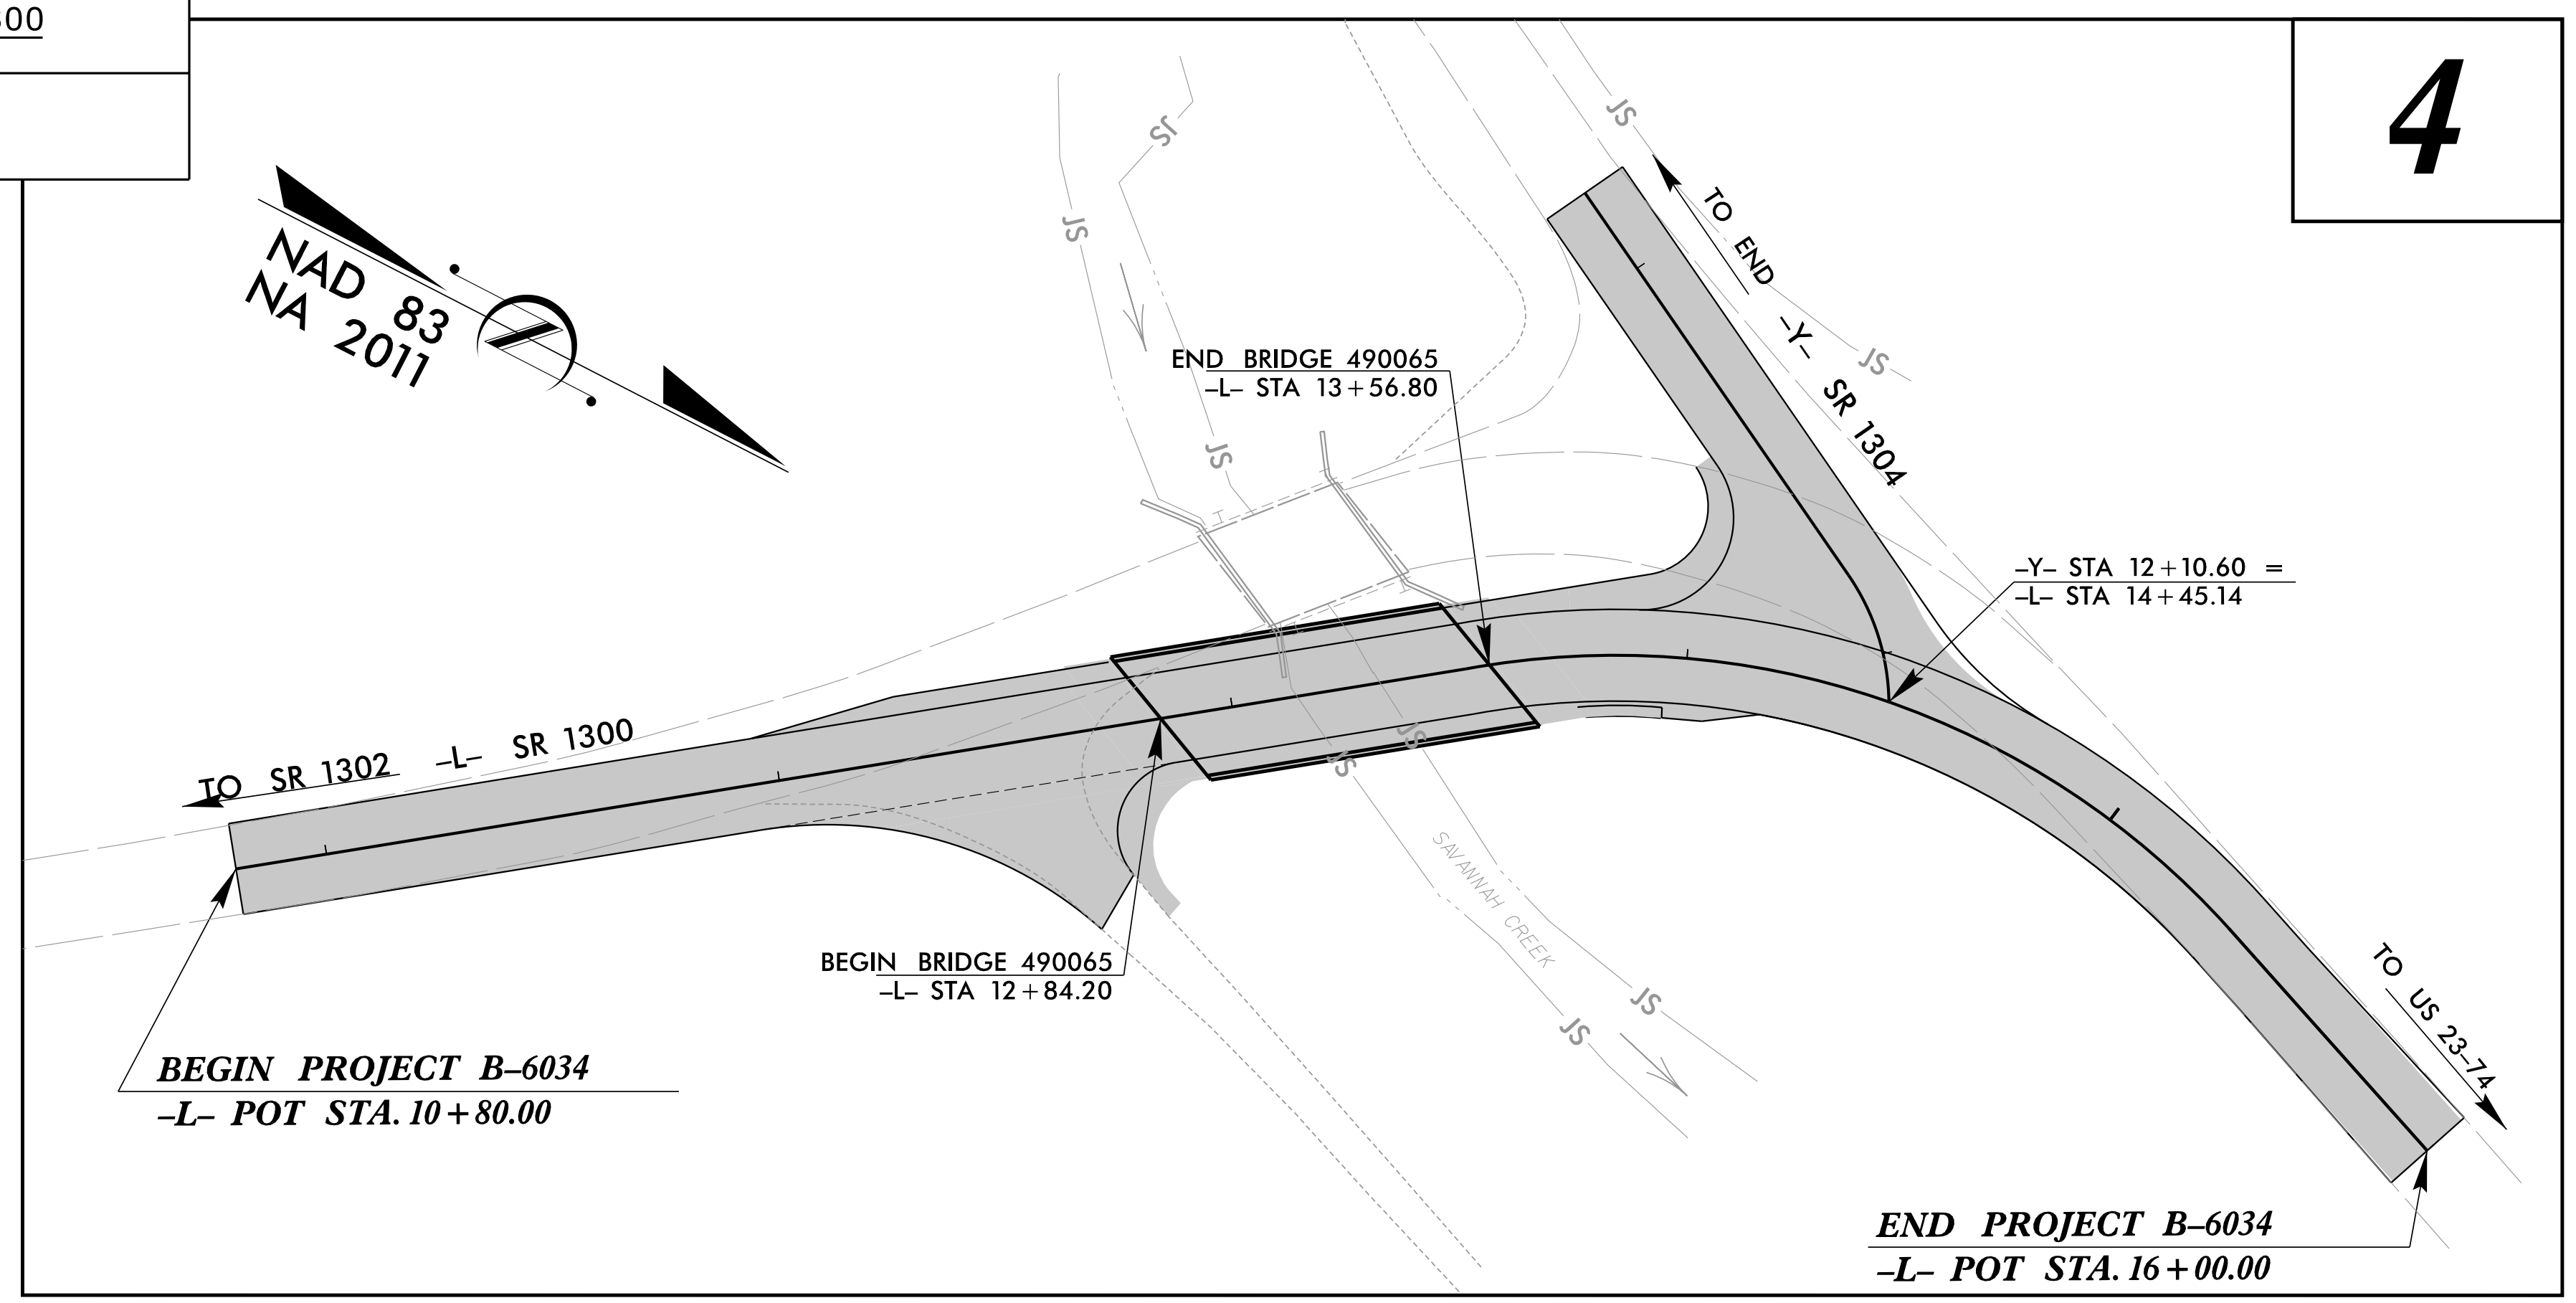 300
4
NAD 83
NA 2011
JS
JS
JS
JS
JS
TO END
-Y- SR 1304
END BRIDGE 490065
-L- STA 13+56.80
-Y- STA 12+10.60 =
-L- STA 14+45.14
TO SR 1302
-L- SR 1300
JS
JS
SAVANNAH CREEK
BEGIN BRIDGE 490065
-L- STA 12+84.20
JS
JS
TO US 23-74
BEGIN PROJECT B-6034
-L- POT STA. 10+80.00
END PROJECT B-6034
-L- POT STA. 16+00.00